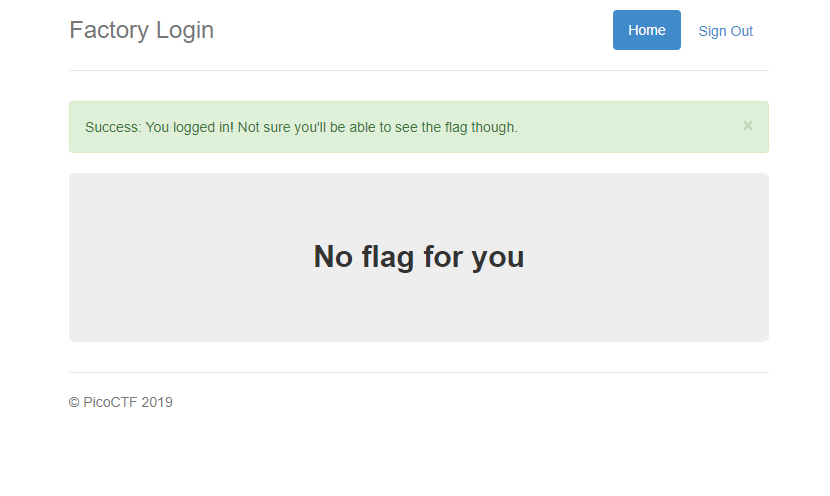 Factory Login
Home
Sign Out
Success: You logged in! Not sure you'll be able to see the flag though.
×
No flag for you
© PicoCTF 2019